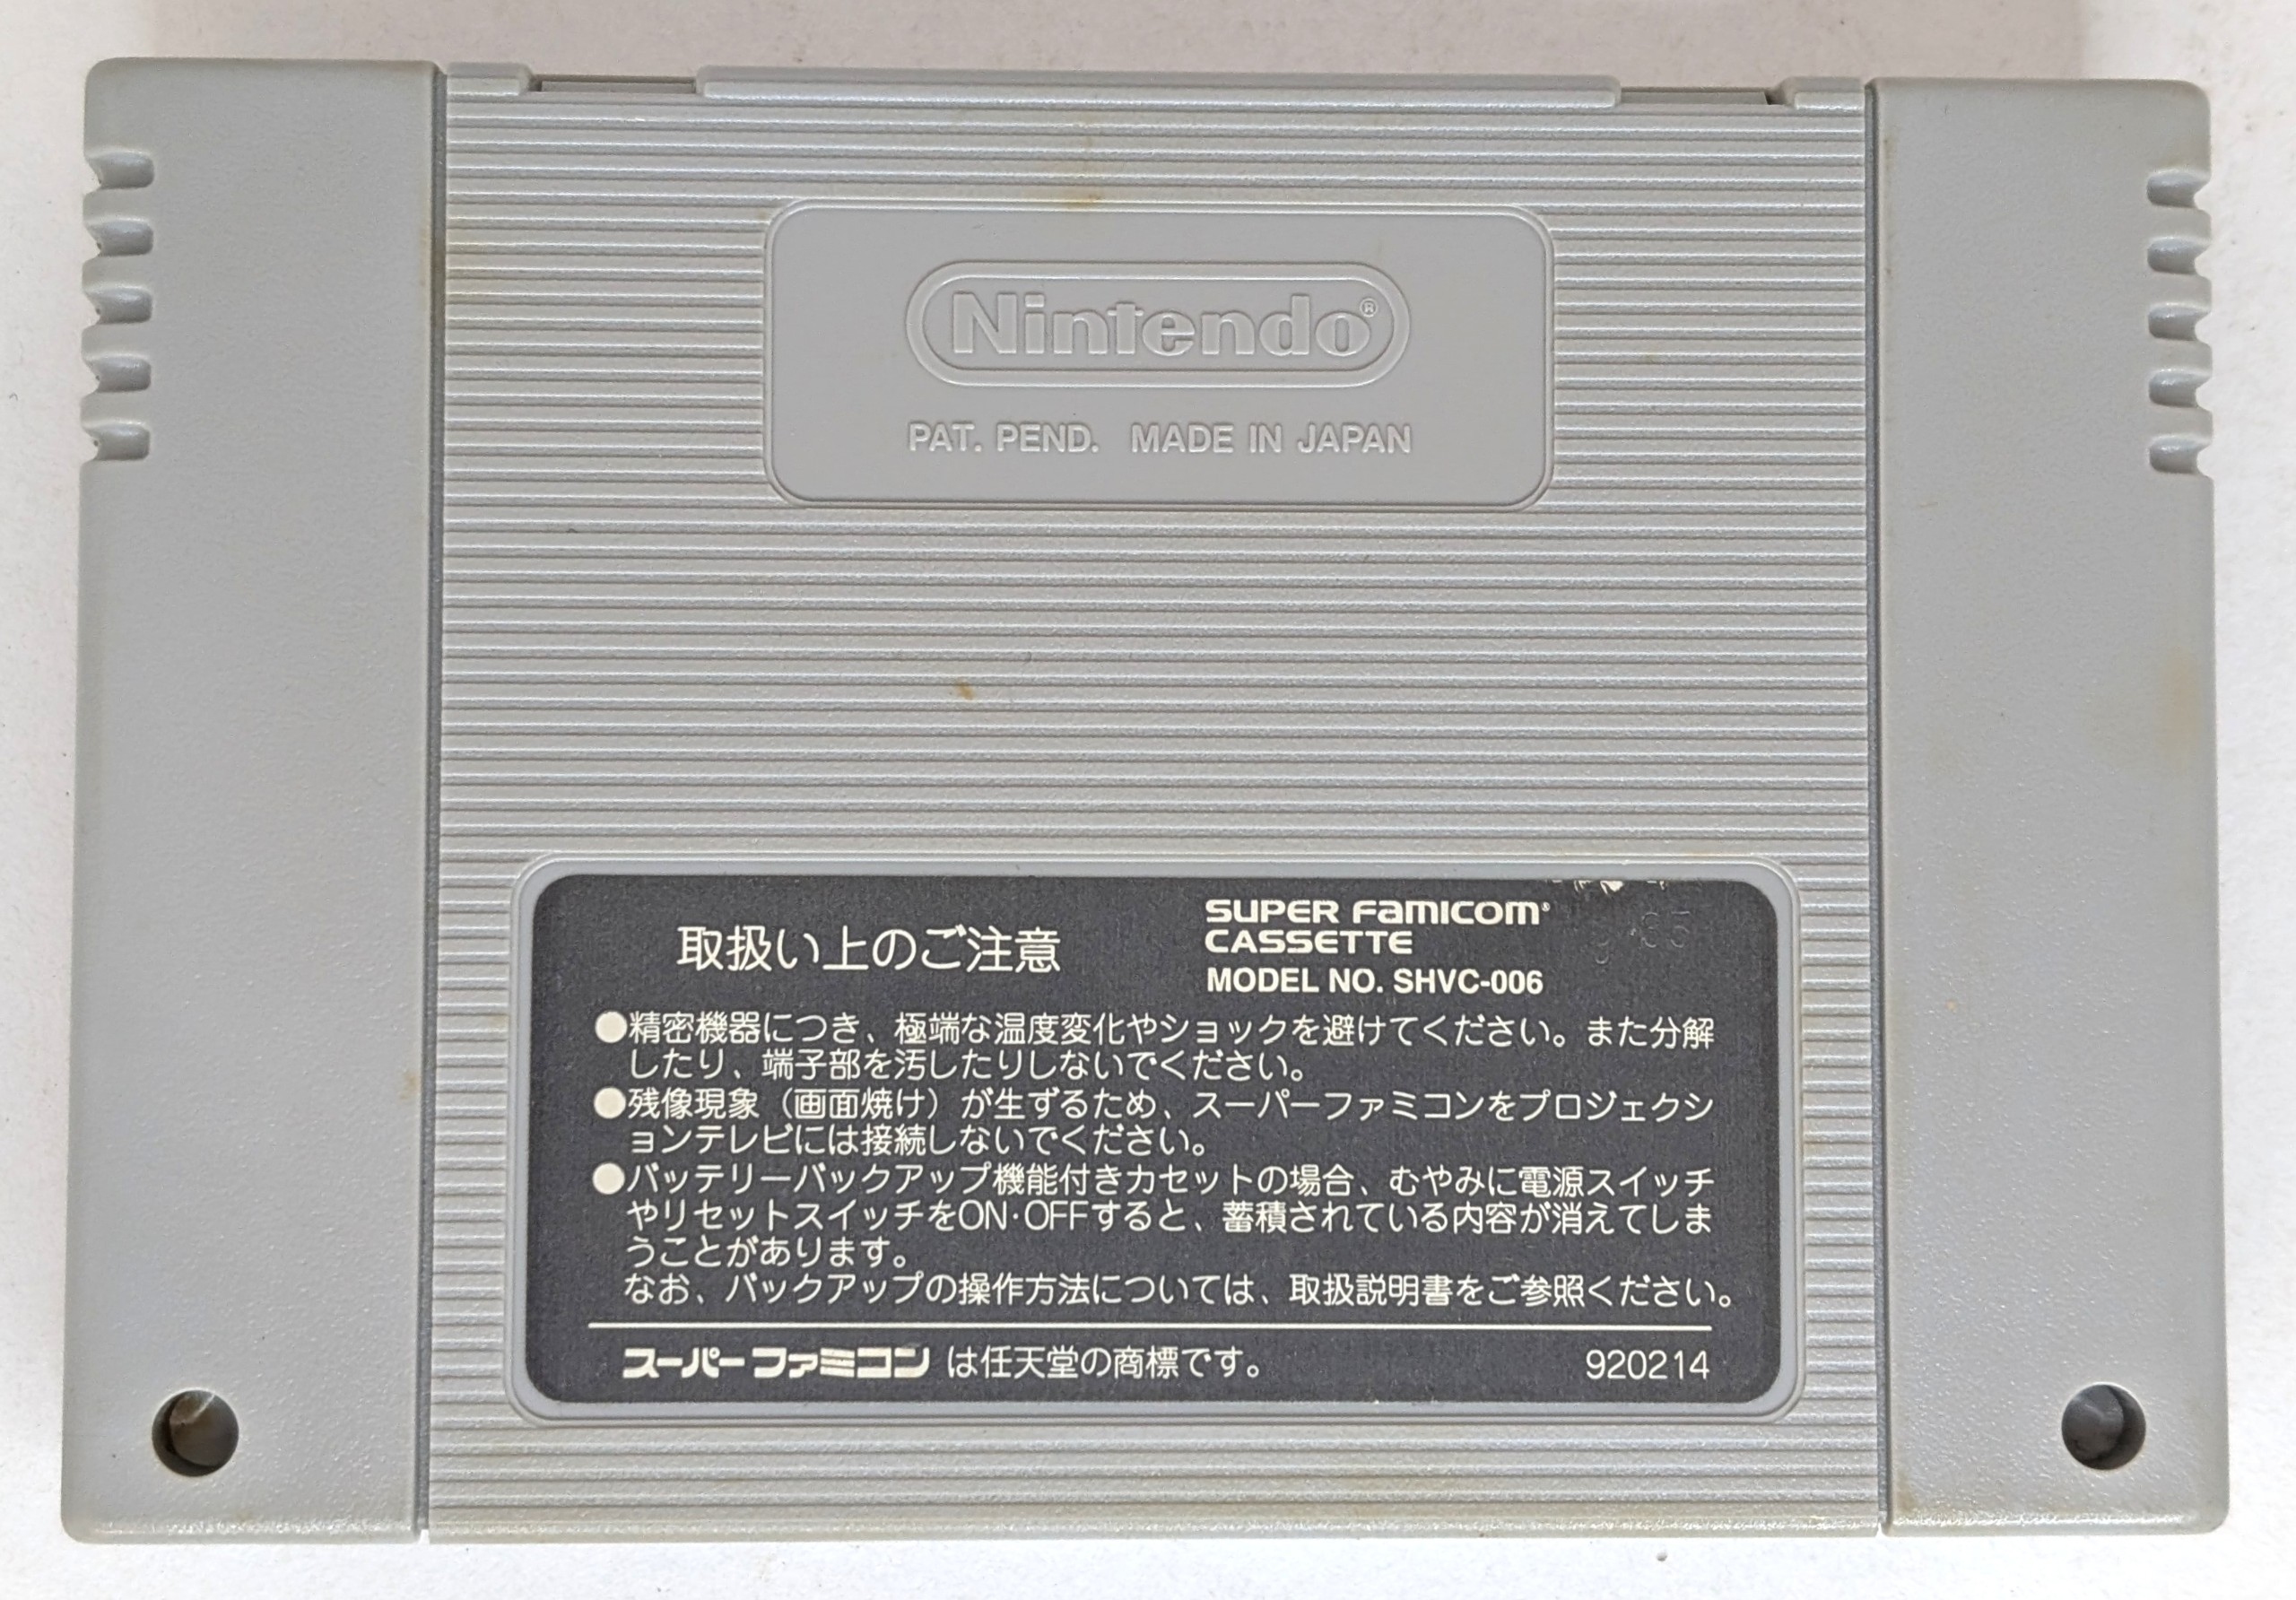 Nintendo®
PAT. PEND. MADE IN JAPAN
取扱い上のご注意
SUPER FAMICOM
CASSETTE
MODEL NO. SHVC-006
●精密機器につき、極端な温度変化やショックを避けてください。また分解
したり、端子部を汚したりしないでください。
●残像現象（画面焼け）が生ずるため、スーパーファミコンをプロジェクシ
ョンテレビには接続しないでください。
●バッテリーバックアップ機能付きカセットの場合、むやみに電源スイッチ
やリセットスイッチをON·OFFすると、蓄積されている内容が消えてしま
うことがあります。
なお、バックアップの操作方法については、取扱説明書をご参照ください。
スーパーファミコン は任天堂の商標です。
920214